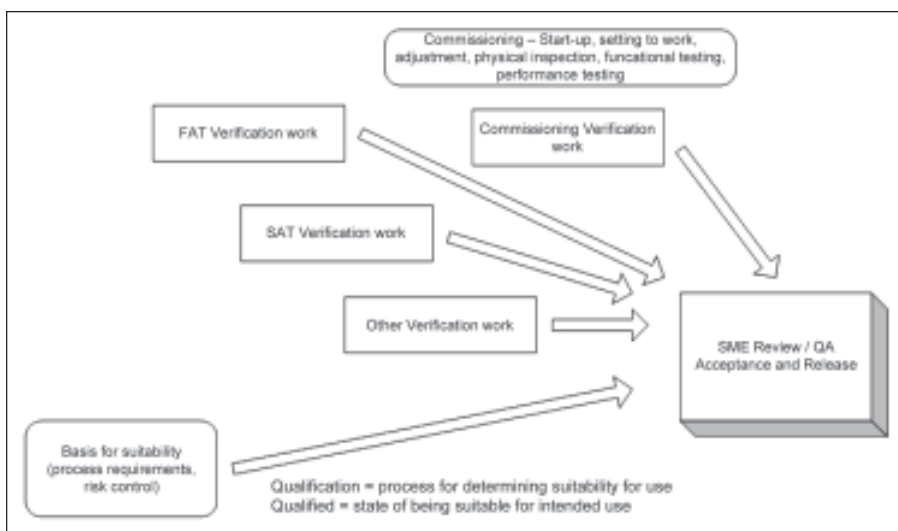 Commissioning – Start-up, setting to work,
adjustment, physical inspection, funcational testing,
performance testing
FAT Verification work
Commissioning Verification
work
SAT Verification work
Other Verification work
SME Review / QA
Acceptance and Release
Basis for suitability
(process requirements,
risk control)
Qualification = process for determining suitability for use
Qualified = state of being suitable for intended use